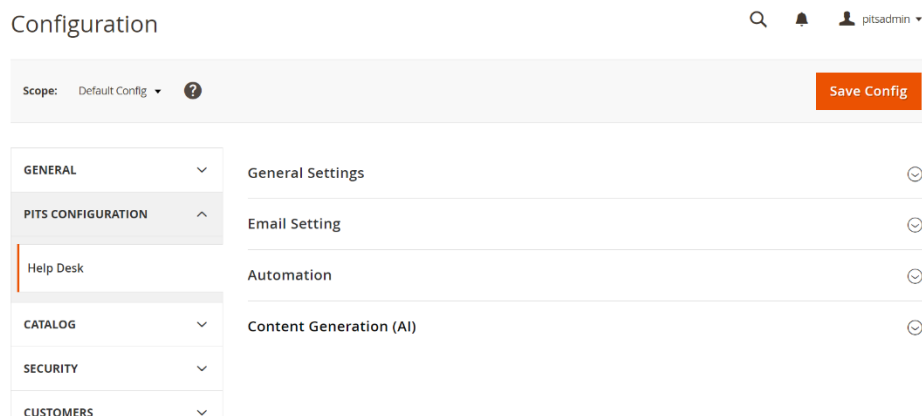 Configuration
pitsadmin
Scope: Default Config ?
Save Config
GENERAL
PITS CONFIGURATION
Help Desk
CATALOG
SECURITY
CUSTOMERS
General Settings
Email Setting
Automation
Content Generation (AI)